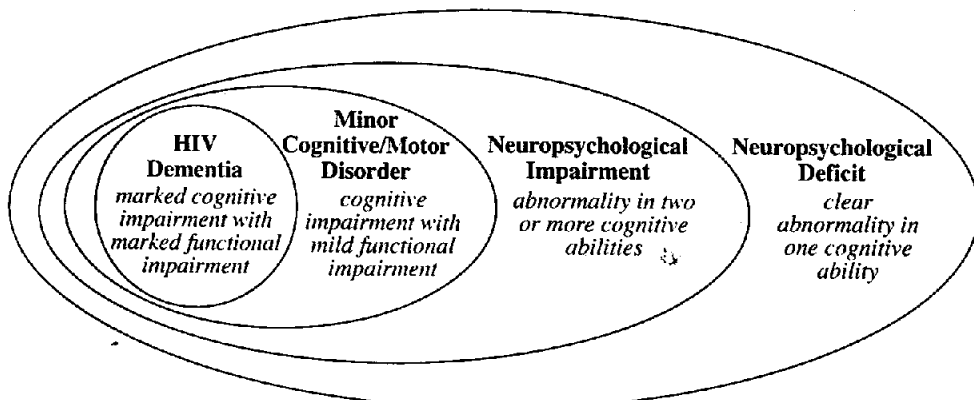 HIV
Dementia
marked cognitive
impairment with
marked functional
impairment
Minor
Cognitive/Motor
Disorder
cognitive
impairment with
mild functional
impairment
Neuropsychological
Impairment
abnormality in two
or more cognitive
abilities
Neuropsychological
Deficit
clear
abnormality in
one cognitive
ability